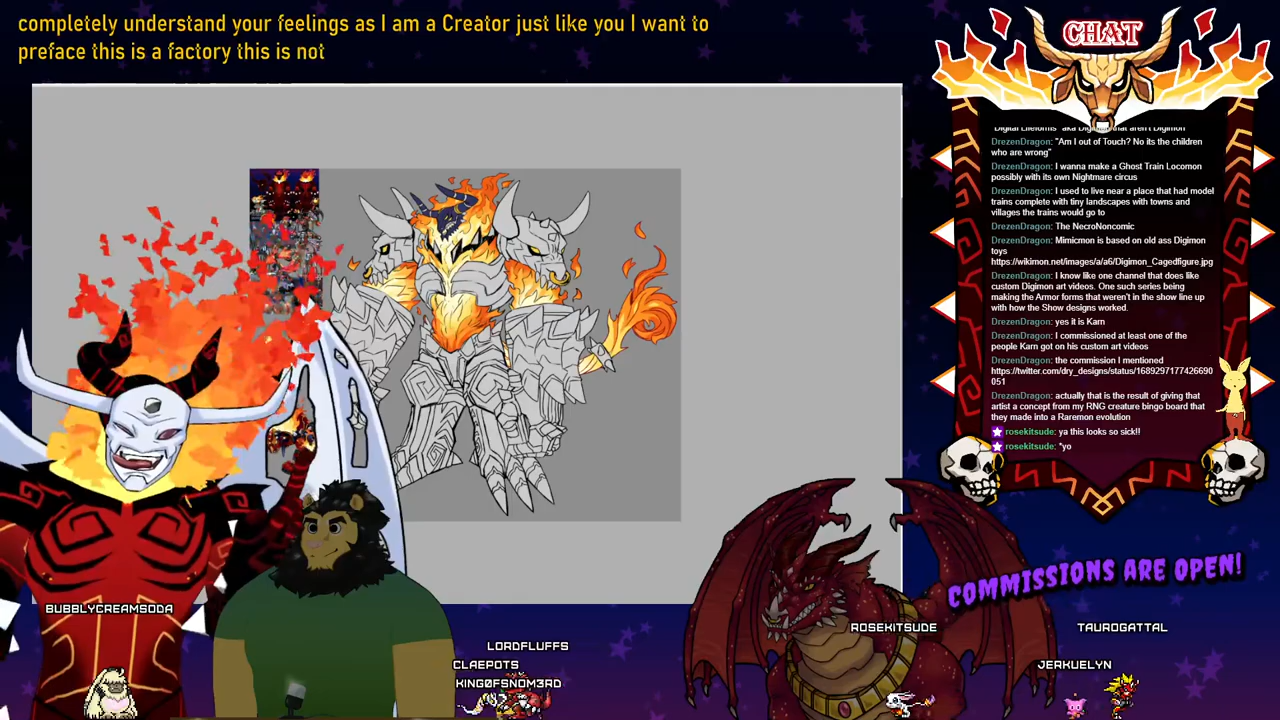 completely understand your feelings as I am a Creator just like you I want to
preface this is a factory this is not
CHAT
DrezenDragon: "Am I out of Touch? No its the children
who are wrong"
DrezenDragon: I wanna make a Ghost Train Locomon
possibly with its own Nightmare circus
DrezenDragon: I used to live near a place that had model
trains complete with tiny landscapes with towns and
villages the trains would go to
DrezenDragon: The NecroNoncomic
DrezenDragon: Mimicmon is based on old ass Digimon
toys
https://wikimon.net/images/a/a6/Digimon_Cagedfigure.jpg
DrezenDragon: I know like one channel that does like
custom Digimon art videos. One such series being
making the Armor forms that weren't in the show line up
with how the Show designs worked.
DrezenDragon: yes it is Karn
DrezenDragon: I commissioned at least one of the
people Karn got on his custom art videos
DrezenDragon: the commission I mentioned
https://twitter.com/dry_designs/status/1689297177426690
051
DrezenDragon: actually that is the result of giving that
artist a concept from my RNG creature bingo board that
they made into a Raremon evolution
rosekitsude: ya this looks so sick!!
rosekitsude: *yo
COMMISSIONS ARE OPEN!
BUBBLYCREAMSODA
ROSEKITSUDE
TAUROGATTAL
LORDFLUFFS
CLAEPOTS
JERKUELYN
KING0FSNOM3RD